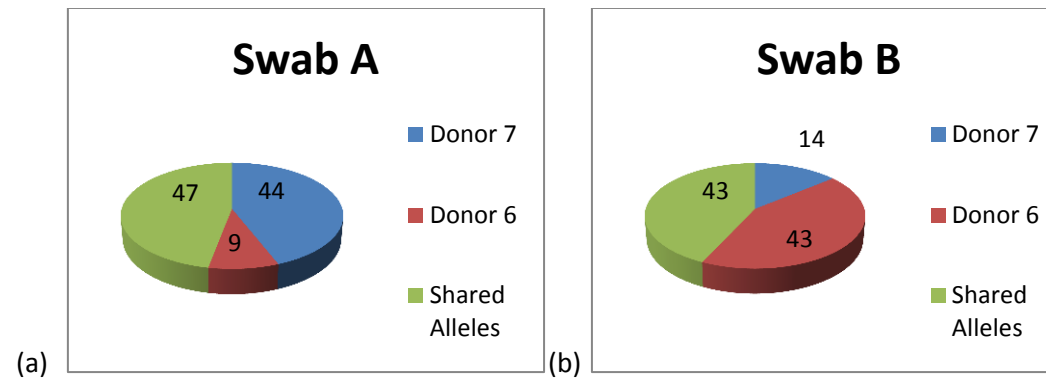 Swab A
Donor 7
47
44
Donor 6
9
Shared
Alleles
(a)
Swab B
14
Donor 7
43
Donor 6
43
Shared
Alleles
(b)